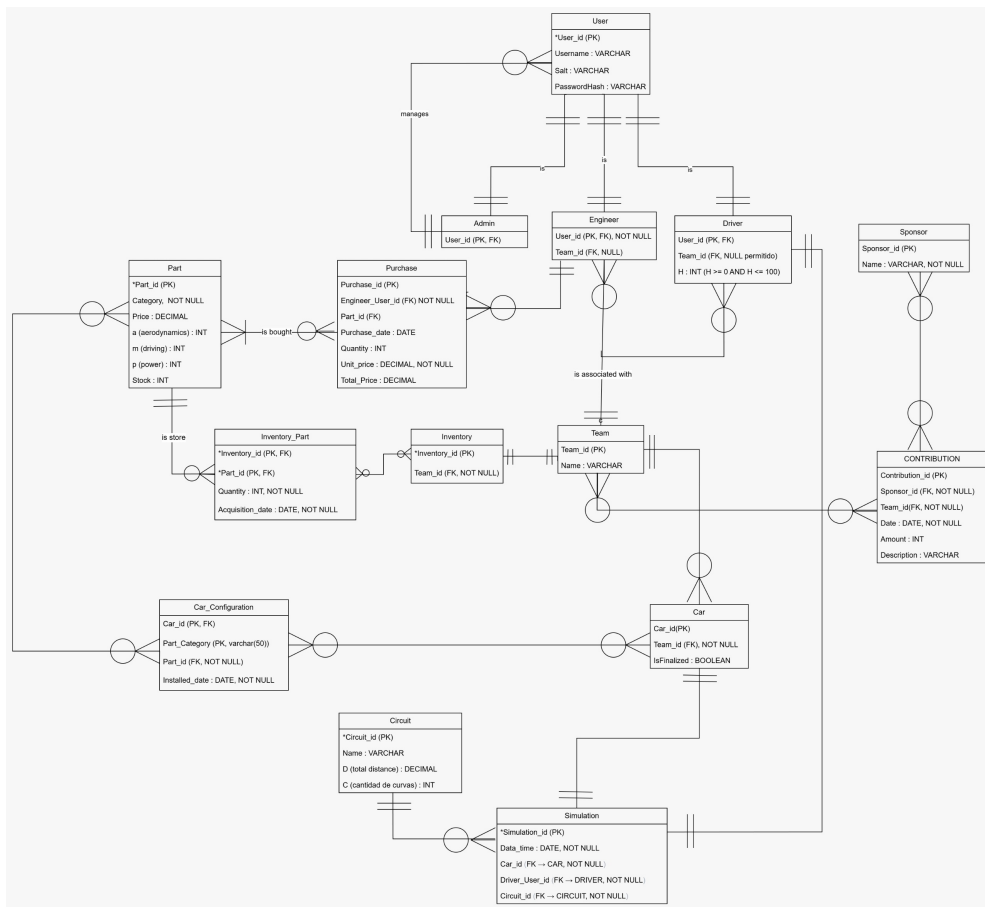 User
*User_id (PK)
Username : VARCHAR
Salt : VARCHAR
PasswordHash : VARCHAR
manages
is
is
is
Admin
User_id (PK, FK)
Engineer
User_id (PK, FK), NOT NULL
Team_id (FK, NULL)
Driver
User_id (PK, FK)
Team_id (FK, NULL permitido)
H : INT (H >= 0 AND H <= 100)
Sponsor
Sponsor_id (PK)
Name : VARCHAR, NOT NULL
Part
*Part_id (PK)
Category, NOT NULL
Price : DECIMAL
a (aerodynamics) : INT
m (driving) : INT
p (power) : INT
Stock : INT
is bought
Purchase
Purchase_id (PK)
Engineer_User_id (FK) NOT NULL
Part_id (FK)
Purchase_date : DATE
Quantity : INT
Unit_price : DECIMAL, NOT NULL
Total_Price : DECIMAL
is associated with
is store
Inventory_Part
*Inventory_id (PK, FK)
*Part_id (PK, FK)
Quantity : INT, NOT NULL
Acquisition_date : DATE, NOT NULL
Inventory
*Inventory_id (PK)
Team_id (FK, NOT NULL)
Team
Team_id (PK)
Name : VARCHAR
CONTRIBUTION
Contribution_id (PK)
Sponsor_id (FK, NOT NULL)
Team_id(FK, NOT NULL)
Date : DATE, NOT NULL
Amount : INT
Description : VARCHAR
Car_Configuration
Car_id (PK, FK)
Part_Category (PK, varchar(50))
Part_id (FK, NOT NULL)
Installed_date : DATE, NOT NULL
Car
Car_id(PK)
Team_id (FK), NOT NULL
IsFinalized : BOOLEAN
Circuit
*Circuit_id (PK)
Name : VARCHAR
D (total distance) : DECIMAL
C (cantidad de curvas) : INT
Simulation
*Simulation_id (PK)
Data_time : DATE, NOT NULL
Car_id (FK → CAR, NOT NULL)
Driver_User_id (FK → DRIVER, NOT NULL)
Circuit_id (FK → CIRCUIT, NOT NULL)